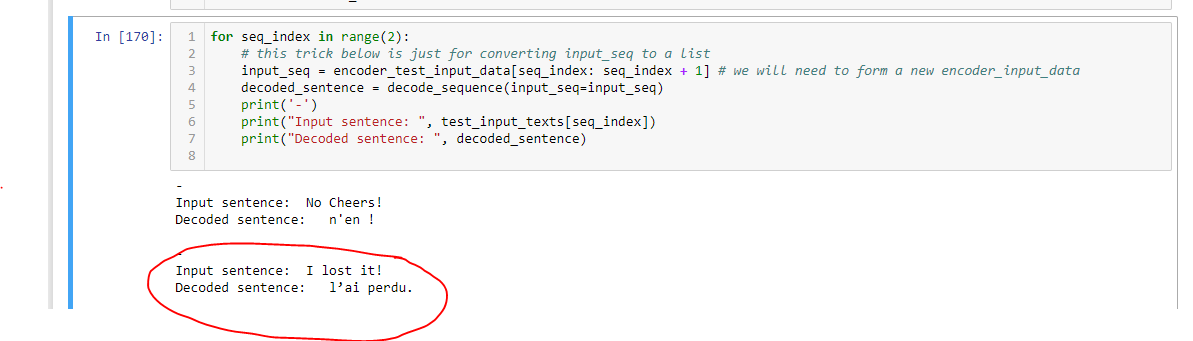 In [170]:
1 for seq_index in range(2):
2     # this trick below is just for converting input_seq to a list
3     input_seq = encoder_test_input_data[seq_index: seq_index + 1] # we will need to form a new encoder_input_data
4     decoded_sentence = decode_sequence(input_seq=input_seq)
5     print('-')
6     print("Input sentence: ", test_input_texts[seq_index])
7     print("Decoded sentence: ", decoded_sentence)
8
-
Input sentence:  No Cheers!
Decoded sentence:   n'en !
-
Input sentence:  I lost it!
Decoded sentence:   l’ai perdu.